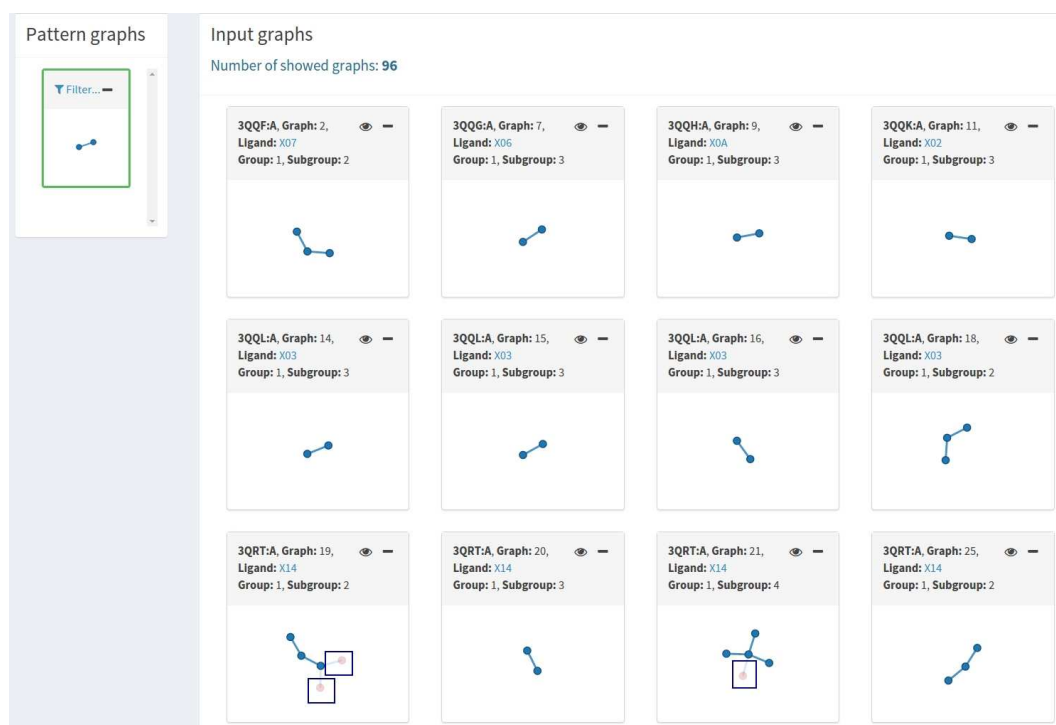 Pattern graphs
Filter...
Input graphs
Number of showed graphs: 96
3QQF:A, Graph: 2,
Ligand: X07
Group: 1, Subgroup: 2
3QQG:A, Graph: 7,
Ligand: X06
Group: 1, Subgroup: 3
3QQH:A, Graph: 9,
Ligand: X0A
Group: 1, Subgroup: 3
3QQK:A, Graph: 11,
Ligand: X02
Group: 1, Subgroup: 3
3QQL:A, Graph: 14,
Ligand: X03
Group: 1, Subgroup: 3
3QQL:A, Graph: 15,
Ligand: X03
Group: 1, Subgroup: 3
3QQL:A, Graph: 16,
Ligand: X03
Group: 1, Subgroup: 3
3QQL:A, Graph: 18,
Ligand: X03
Group: 1, Subgroup: 2
3QRT:A, Graph: 19,
Ligand: X14
Group: 1, Subgroup: 2
3QRT:A, Graph: 20,
Ligand: X14
Group: 1, Subgroup: 3
3QRT:A, Graph: 21,
Ligand: X14
Group: 1, Subgroup: 4
3QRT:A, Graph: 25,
Ligand: X14
Group: 1, Subgroup: 2